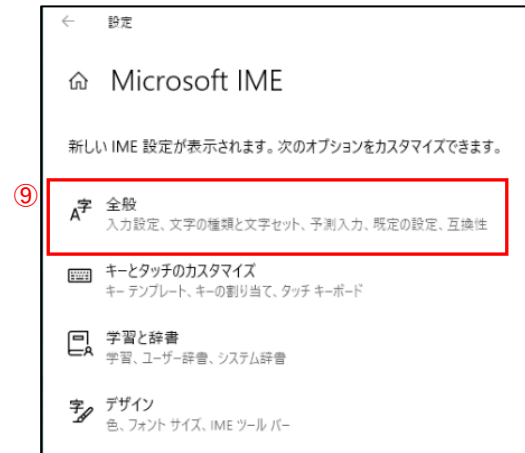 ← 設定
Microsoft IME
新しい IME 設定が表示されます。次のオプションをカスタマイズできます。
⑨
全般
入力設定、文字の種類と文字セット、予測入力、既定の設定、互換性
キーとタッチのカスタマイズ
キー テンプレート、キーの割り当て、タッチ キーボード
学習と辞書
学習、ユーザー辞書、システム辞書
デザイン
色、フォント サイズ、IME ツール バー